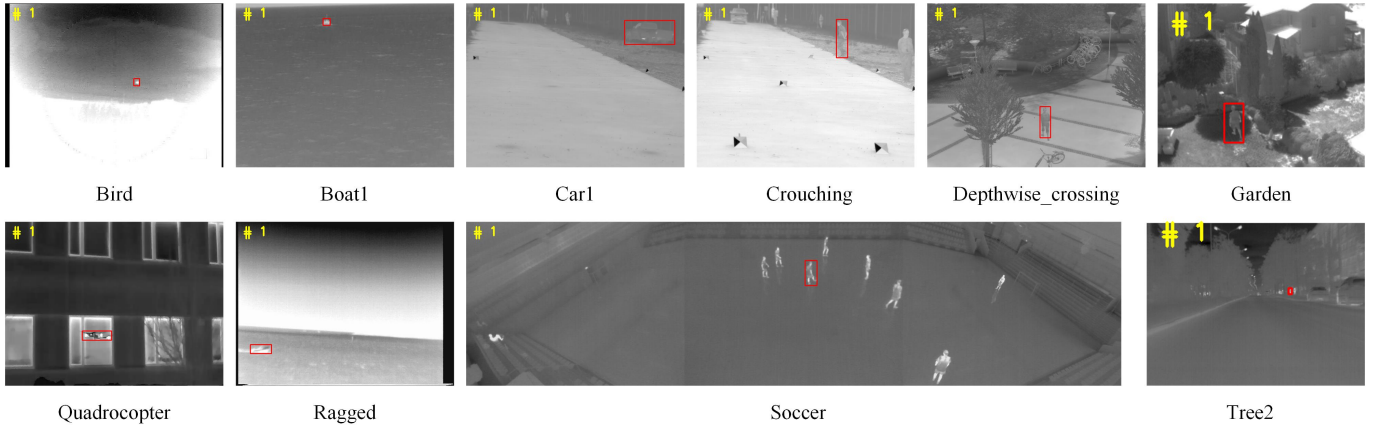 # 1
# 1
# 1
# 1
# 1
# 1
Bird
Boat1
Car1
Crouching
Depthwise_crossing
Garden
# 1
# 1
# 1
# 1
Quadrocopter
Ragged
Soccer
Tree2